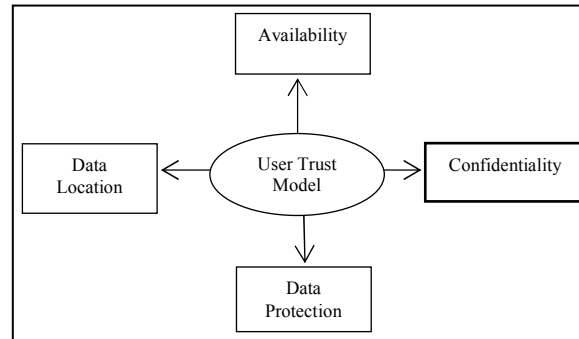 Availability
Data
Location
User Trust
Model
Confidentiality
Data
Protection